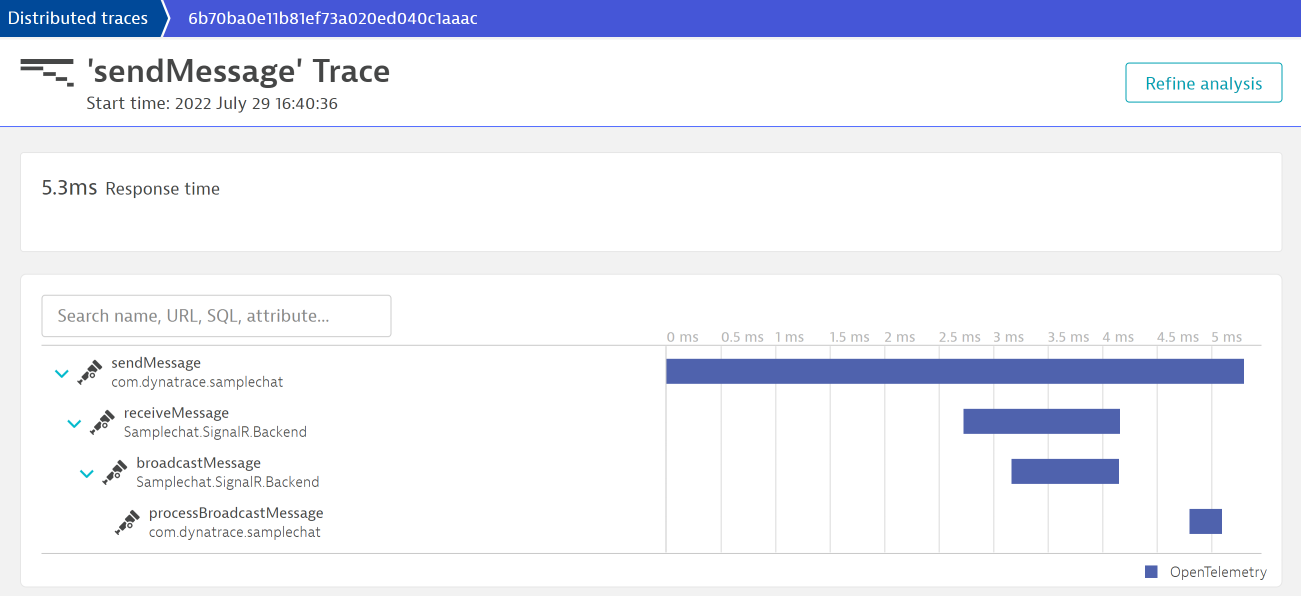 Distributed traces
6b70ba0e11b81ef73a020ed040c1aaac
'sendMessage' Trace
Start time: 2022 July 29 16:40:36
Refine analysis
5.3ms Response time
Search name, URL, SQL, attribute...
0 ms 0.5 ms 1 ms 1.5 ms 2 ms 2.5 ms 3 ms 3.5 ms 4 ms 4.5 ms 5 ms
sendMessage
com.dynatrace.samplechat
receiveMessage
Samplechat.SignalR.Backend
broadcastMessage
Samplechat.SignalR.Backend
processBroadcastMessage
com.dynatrace.samplechat
OpenTelemetry